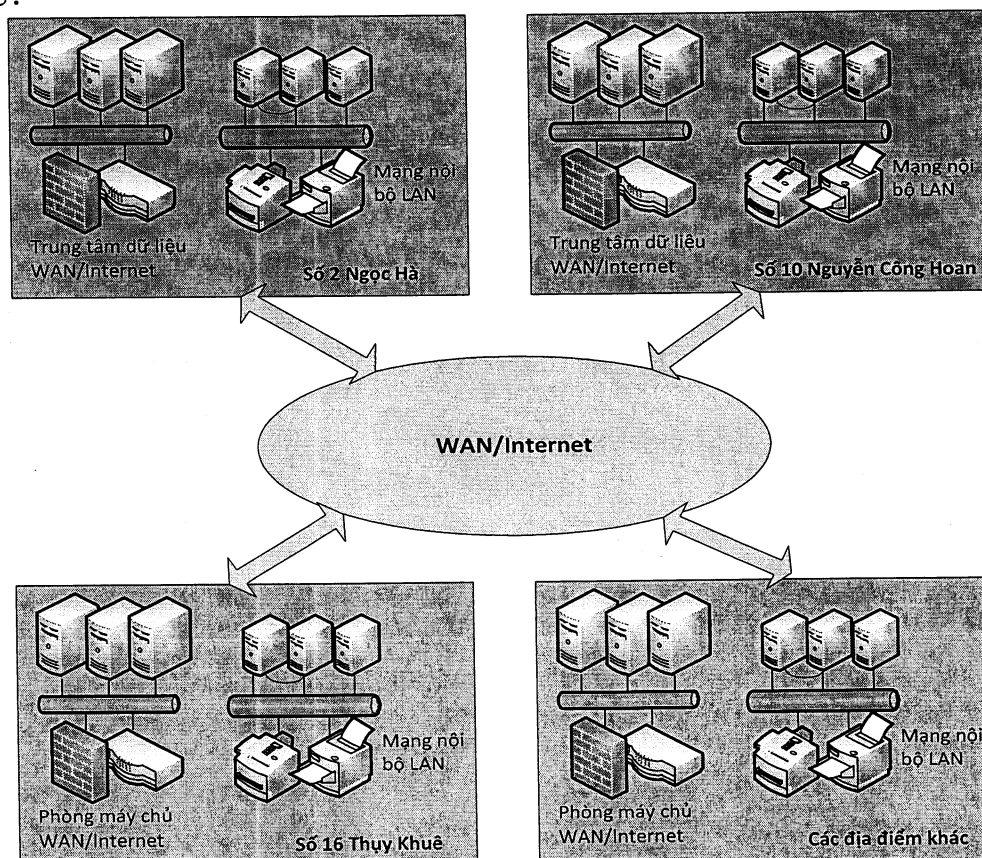 Mạng nội
bộ LAN
Trung tâm dữ liệu
WAN/Internet
Số 2 Ngọc Hà
Mạng nội
bộ LAN
Trung tâm dữ liệu
WAN/Internet
Số 10 Nguyễn Công Hoan
WAN/Internet
Mạng nội
bộ LAN
Phòng máy chủ
WAN/Internet
Số 16 Thụy Khuê
Mạng nội
bộ LAN
Phòng máy chủ
WAN/Internet
Các địa điểm khác